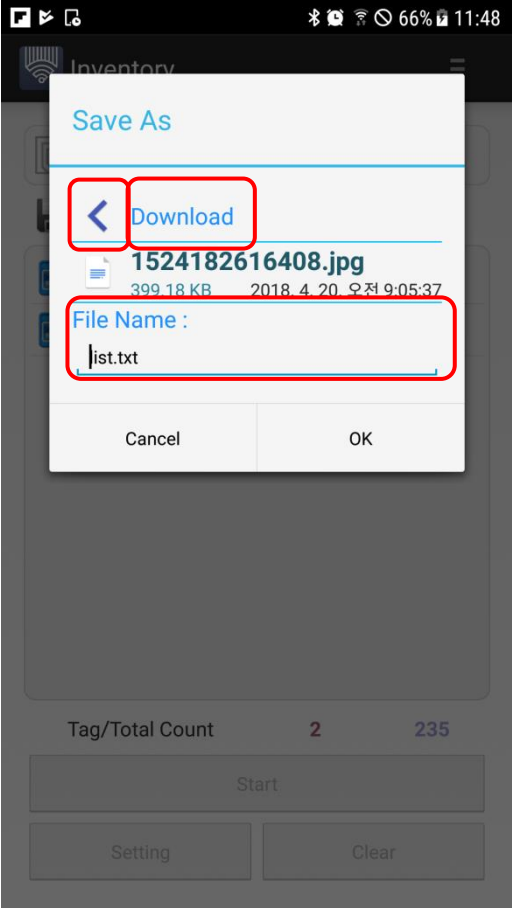 66% 11:48
Inventory
Save As
Download
1524182616408.jpg
399.18 KB 2018. 4. 20. 오전 9:05:37
File Name :
list.txt
Cancel OK
Tag/Total Count 2 235
Start
Setting Clear